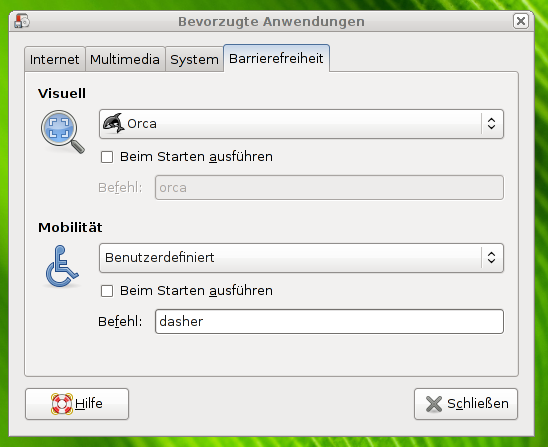 Bevorzugte Anwendungen
Internet Multimedia System Barrierefreiheit
Visuell
Orca
Beim Starten ausführen
Befehl: orca
Mobilität
Benutzerdefiniert
Beim Starten ausführen
Befehl: dasher
Hilfe Schließen